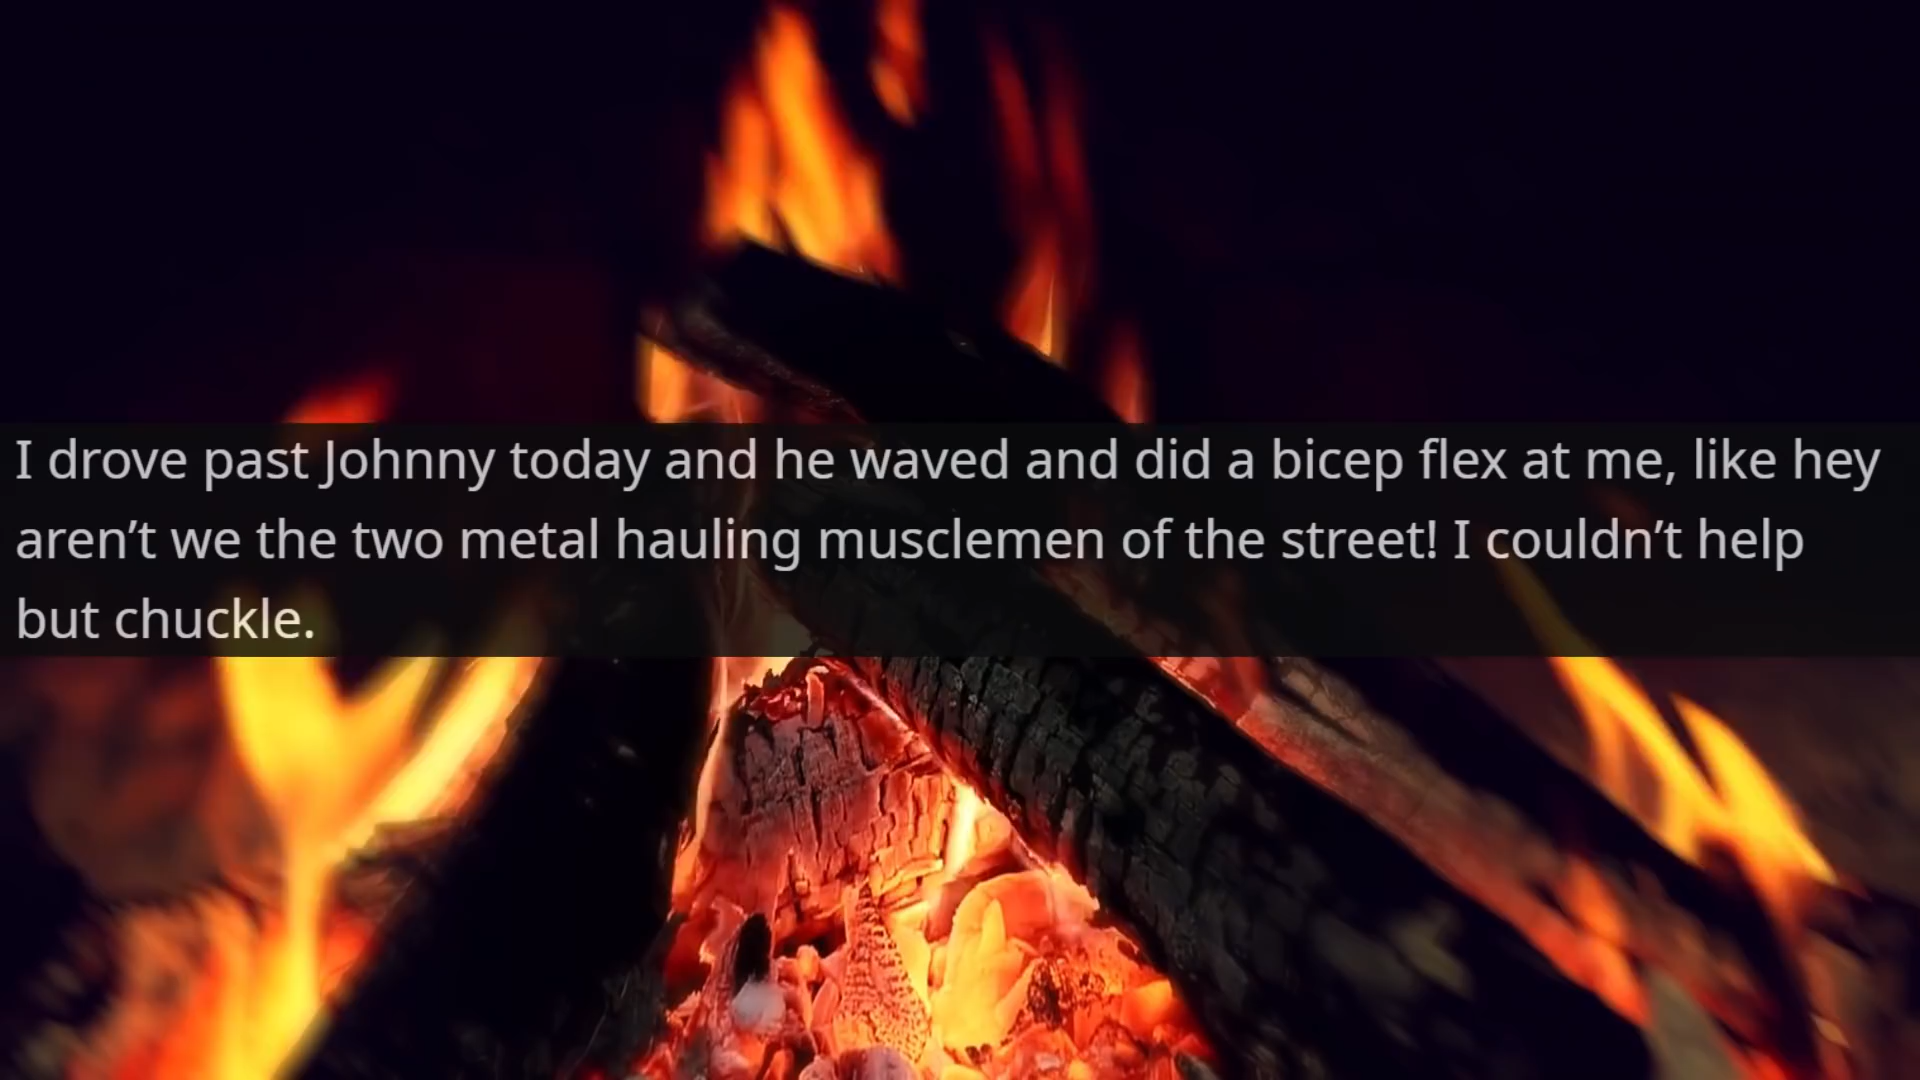 I drove past Johnny today and he waved and did a bicep flex at me, like hey
aren’t we the two metal hauling musclemen of the street! I couldn’t help
but chuckle.